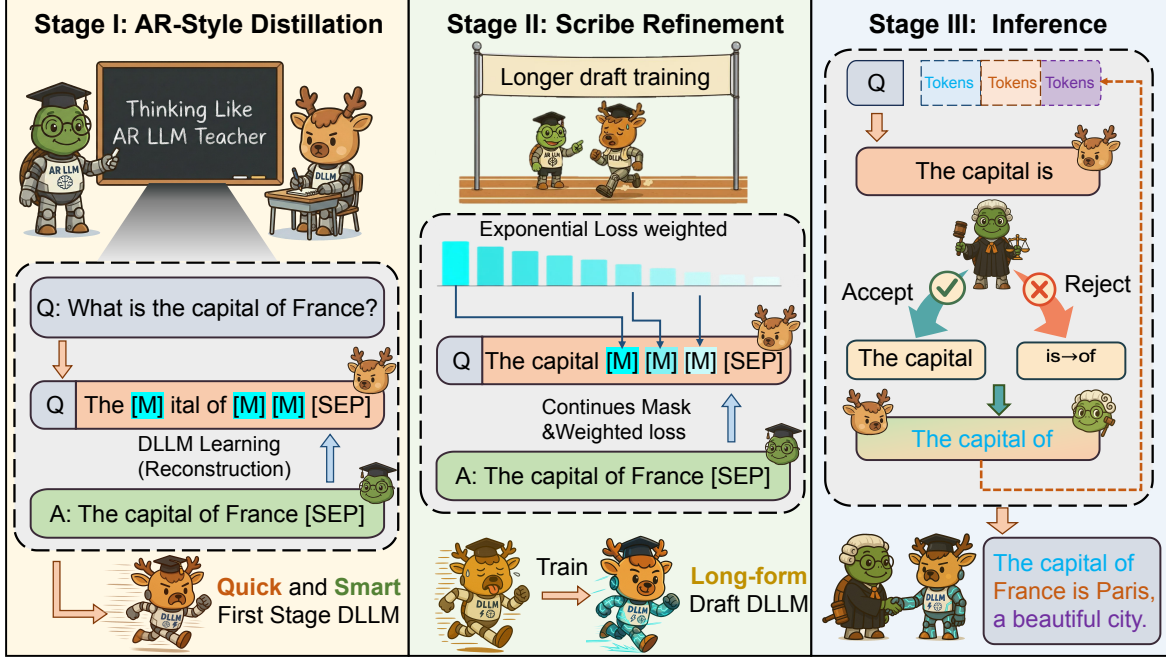 Stage I: AR-Style Distillation
Thinking Like
AR LLM Teacher
AR LLM
DLLM
Q: What is the capital of France?
Q
The [M] ital of [M] [M] [SEP]
DLLM Learning
(Reconstruction)
A: The capital of France [SEP]
DLLM
Quick and Smart
First Stage DLLM
Stage II: Scribe Refinement
Longer draft training
AR LLM
DLLM
Exponential Loss weighted
Q
The capital [M] [M] [M] [SEP]
Continues Mask
&Weighted loss
A: The capital of France [SEP]
DLLM
Train
DLLM
Long-form
Draft DLLM
Stage III: Inference
Q
Tokens
Tokens
Tokens
The capital is
Accept
Reject
The capital
is→of
The capital of
DLLM
The capital of
France is Paris,
a beautiful city.